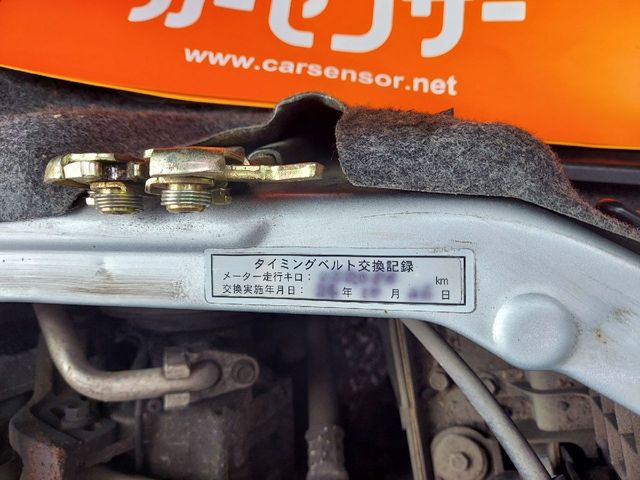 カーセンサー
www.carsensor.net
タイミングベルト交換記録
メーター走行キロ： km
交換実施年月日： 年 月 日